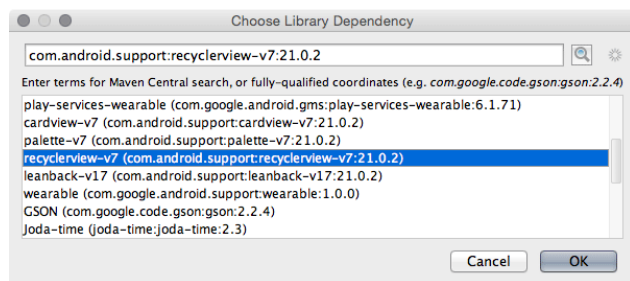 Choose Library Dependency
com.android.support:recyclerview-v7:21.0.2
Enter terms for Maven Central search, or fully-qualified coordinates (e.g. com.google.code.gson:gson:2.2.4)
play-services-wearable (com.google.android.gms:play-services-wearable:6.1.71)
cardview-v7 (com.android.support:cardview-v7:21.0.2)
palette-v7 (com.android.support:palette-v7:21.0.2)
recyclerview-v7 (com.android.support:recyclerview-v7:21.0.2)
leanback-v17 (com.android.support:leanback-v17:21.0.2)
wearable (com.google.android.support:wearable:1.0.0)
GSON (com.google.code.gson:gson:2.2.4)
Joda-time (joda-time:joda-time:2.3)
Cancel OK